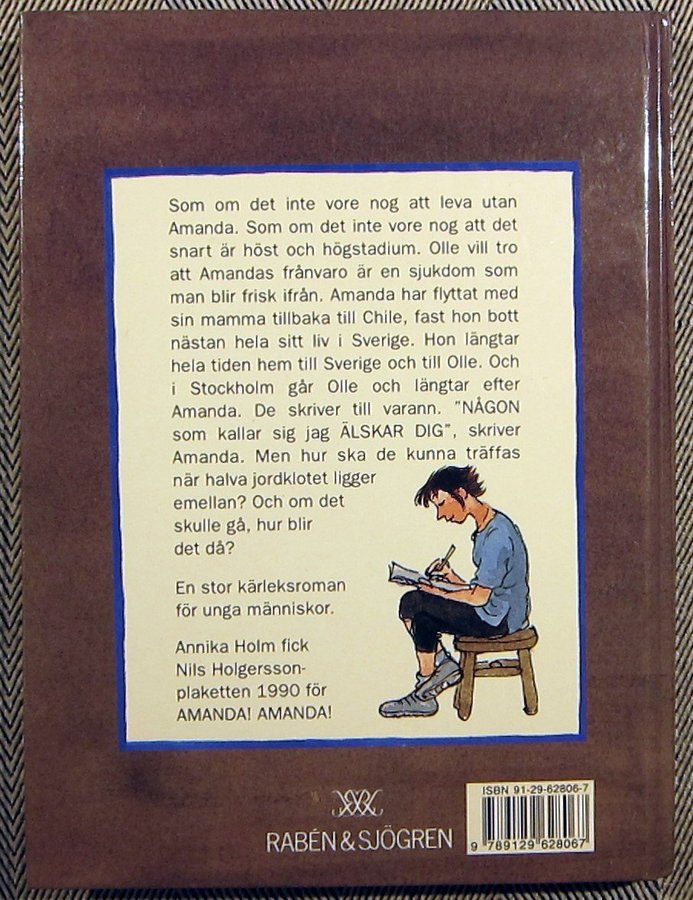 Som om det inte vore nog att leva utan
Amanda. Som om det inte vore nog att det
snart är höst och högstadium. Olle vill tro
att Amandas frånvaro är en sjukdom som
man blir frisk ifrån. Amanda har flyttat med
sin mamma tillbaka till Chile, fast hon bott
nästan hela sitt liv i Sverige. Hon längtar
hela tiden hem till Sverige och till Olle. Och
i Stockholm går Olle och längtar efter
Amanda. De skriver till varann. ”NÅGON
som kallar sig jag ÄLSKAR DIG”, skriver
Amanda. Men hur ska de kunna träffas
när halva jordklotet ligger
emellan? Och om det
skulle gå, hur blir
det då?
En stor kärleksroman
för unga människor.
Annika Holm fick
Nils Holgersson-
plaketten 1990 för
AMANDA! AMANDA!
RABÉN & SJÖGREN
ISBN 91-29-62806-7
9 789129 628067